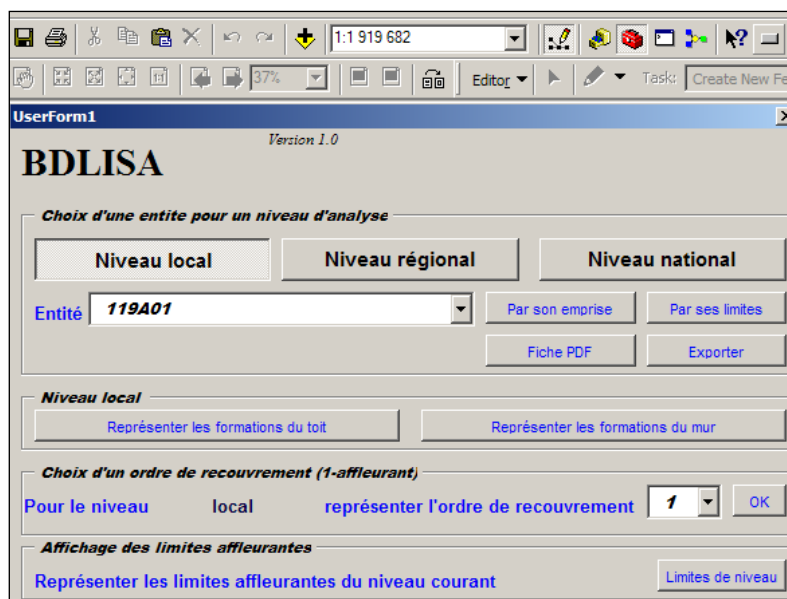 1:1 919 682
37% Editor Task: Create New Fe
UserForm1
Version 1.0
BDLISA
Choix d'une entite pour un niveau d'analyse
Niveau local Niveau régional Niveau national
Entité 119A01 Par son emprise Par ses limites
Fiche PDF Exporter
Niveau local
Représenter les formations du toit Représenter les formations du mur
Choix d'un ordre de recouvrement (1-affleurant)
Pour le niveau local représenter l'ordre de recouvrement 1 OK
Affichage des limites affleurantes
Représenter les limites affleurantes du niveau courant Limites de niveau